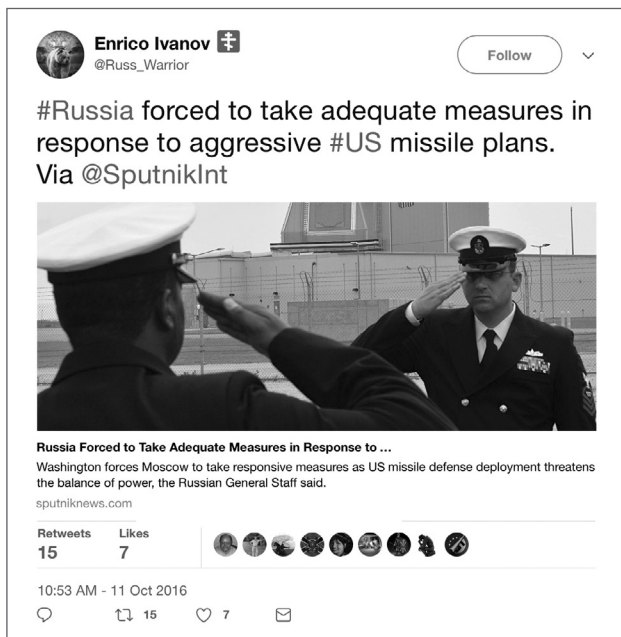 Enrico Ivanov
@Russ_Warrior
Follow
#Russia forced to take adequate measures in
response to aggressive #US missile plans.
Via @SputnikInt
Russia Forced to Take Adequate Measures in Response to ...
Washington forces Moscow to take responsive measures as US missile defense deployment threatens
the balance of power, the Russian General Staff said.
sputniknews.com
Retweets Likes
15 7
10:53 AM - 11 Oct 2016
15 7